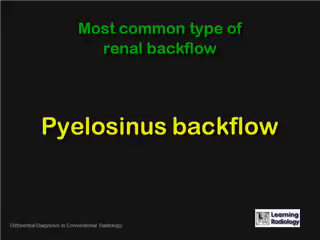 Most common type of
renal backflow
Pyelosinus backflow
Differential Diagnosis in Conventional Radiology
Learning
Radiology